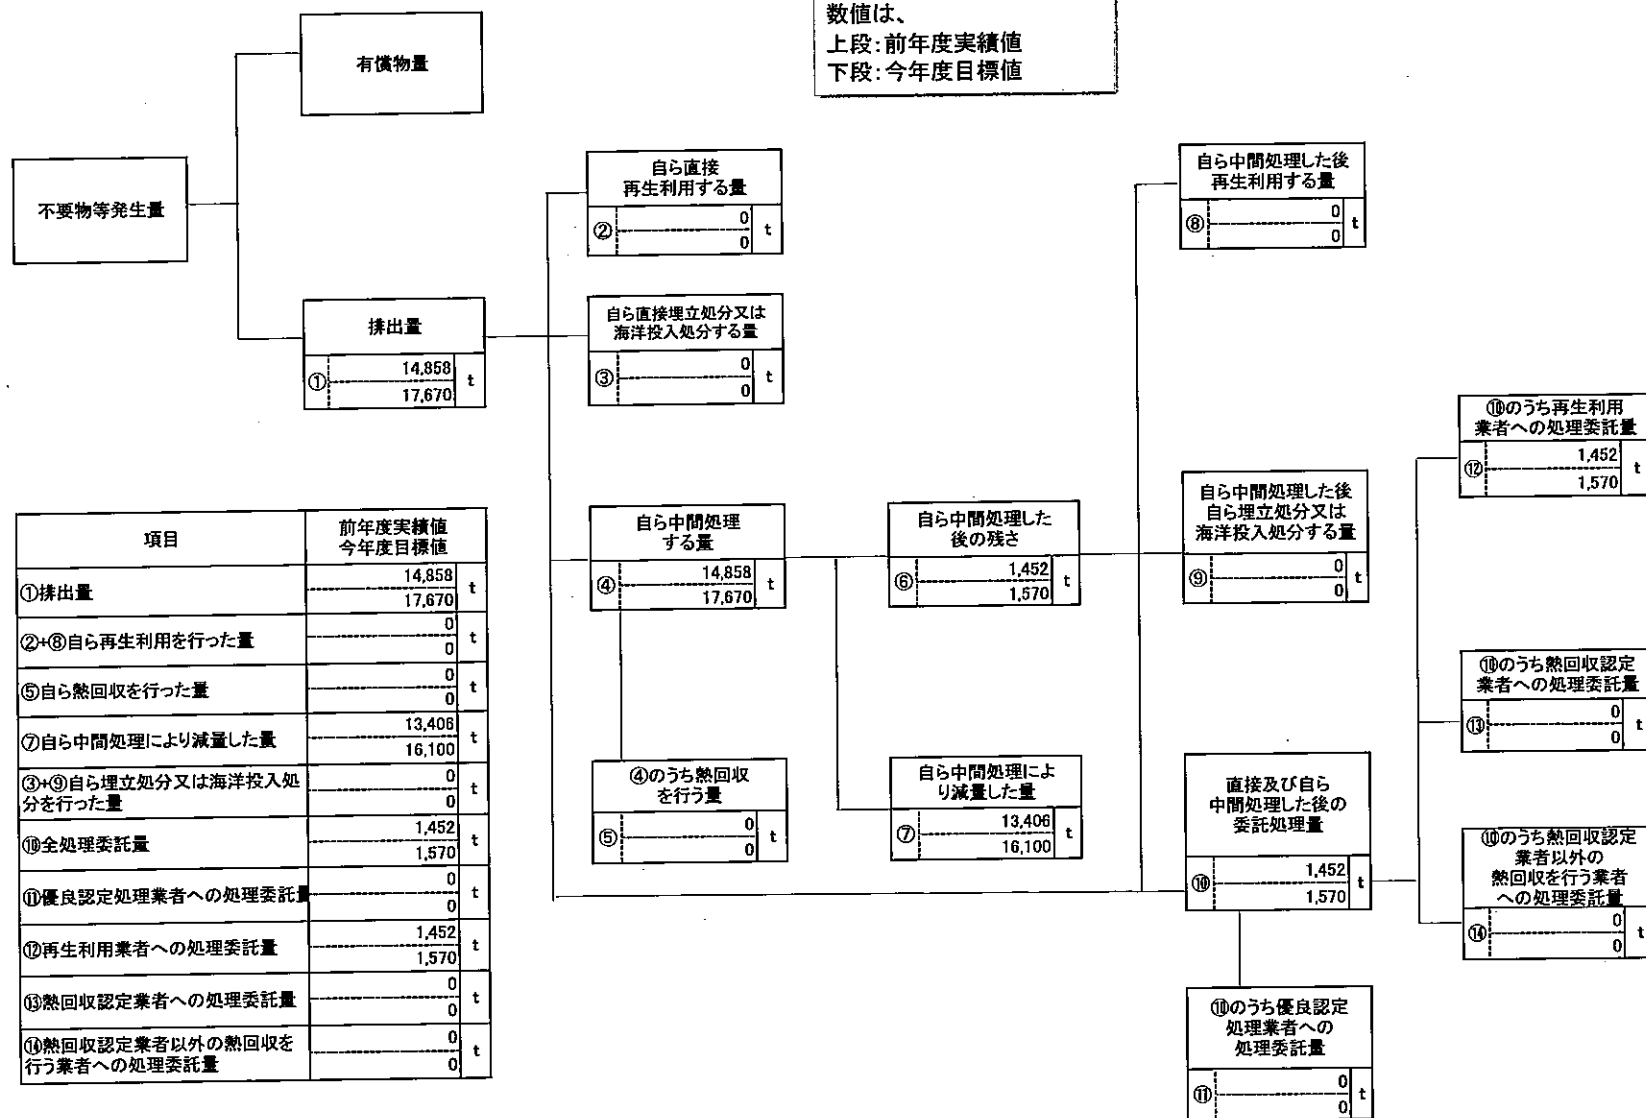 数値は、
上段：前年度実績値
下段：今年度目標値
有償物量
不要物等発生量
自ら直接
再生利用する量
②
0
0
t
自ら中間処理した後
再生利用する量
⑧
0
0
t
排出量
①
14,858
17,670
t
自ら直接埋立処分又は
海洋投入処分する量
③
0
0
t
⑩のうち再生利用
業者への処理委託量
⑫
1,452
1,570
t
自ら中間処理
する量
④
14,858
17,670
t
自ら中間処理した
後の残さ
⑥
1,452
1,570
t
自ら中間処理した後
自ら埋立処分又は
海洋投入処分する量
⑨
0
0
t
⑩のうち熱回収認定
業者への処理委託量
⑬
0
0
t
④のうち熱回収
を行う量
⑤
0
0
t
自ら中間処理によ
り減量した量
⑦
13,406
16,100
t
直接及び自ら
中間処理した後の
委託処理量
⑩
1,452
1,570
t
⑩のうち熱回収認定
業者以外の
熱回収を行う業者
への処理委託量
⑭
0
0
t
⑩のうち優良認定
処理業者への
処理委託量
⑪
0
0
t
項目
前年度実績値
今年度目標値
①排出量
14,858
17,670
t
②+⑧自ら再生利用を行った量
0
0
t
⑤自ら熱回収を行った量
0
0
t
⑦自ら中間処理により減量した量
13,406
16,100
t
③+⑨自ら埋立処分又は海洋投入処
分を行った量
0
0
t
⑩全処理委託量
1,452
1,570
t
⑪優良認定処理業者への処理委託量
0
0
t
⑫再生利用業者への処理委託量
1,452
1,570
t
⑬熱回収認定業者への処理委託量
0
0
t
⑭熱回収認定業者以外の熱回収を
行う業者への処理委託量
0
0
t